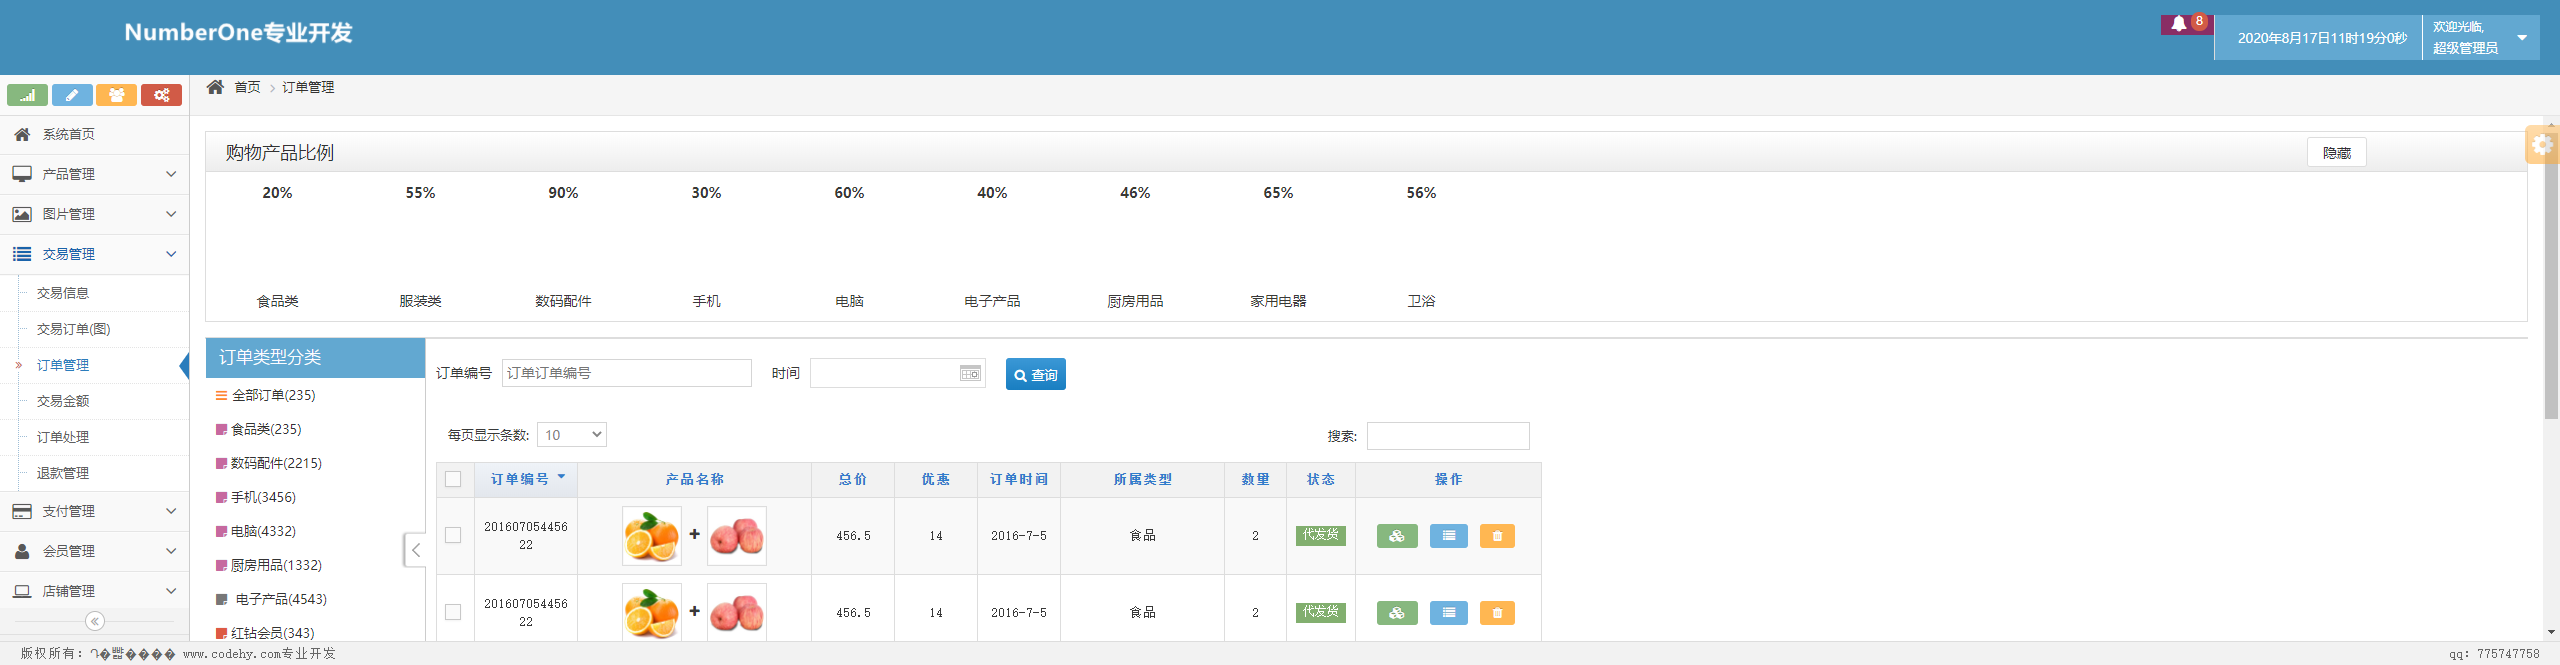 NumberOne专业开发
8
2020年8月17日11时19分0秒
欢迎光临,
超级管理员
首页 订单管理
系统首页
产品管理
图片管理
交易管理
交易信息
交易订单(图)
订单管理
交易金额
订单处理
退款管理
支付管理
会员管理
店铺管理
购物产品比例 隐藏
20% 55% 90% 30% 60% 40% 46% 65% 56%
食品类 服装类 数码配件 手机 电脑 电子产品 厨房用品 家用电器 卫浴
订单类型分类
全部订单(235)
食品类(235)
数码配件(2215)
手机(3456)
电脑(4332)
厨房用品(1332)
电子产品(4543)
红钻会员(343)
订单编号 订单订单编号 时间 查询
每页显示条数: 10 搜索:
订单编号 产品名称 总价 优惠 订单时间 所属类型 数量 状态 操作
201607054456
22
+ 456.5 14 2016-7-5 食品 2 代发货
201607054456
22
+ 456.5 14 2016-7-5 食品 2 代发货
版权所有: www.codehy.com专业开发
qq: 775747758